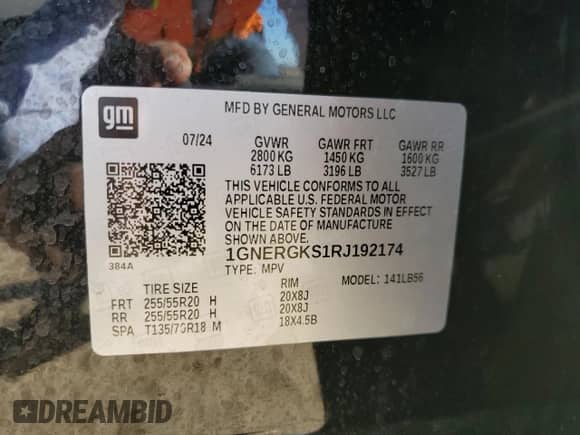 gm
MFD BY GENERAL MOTORS LLC
07/24 GVWR GAWR FRT GAWR RR
2800 KG 1450 KG 1600 KG
6173 LB 3196 LB 3527 LB
THIS VEHICLE CONFORMS TO ALL
APPLICABLE U.S. FEDERAL MOTOR
VEHICLE SAFETY STANDARDS IN EFFECT
ON THE DATE OF MANUFACTURE
SHOWN ABOVE.
384A
1GNERGKS1RJ192174
TYPE: MPV MODEL: 141LB56
TIRE SIZE RIM
FRT 255/55R20 H 20X8J
RR 255/55R20 H 20X8J
SPA T135/70R18 M 18X4.5B
DREAMBID